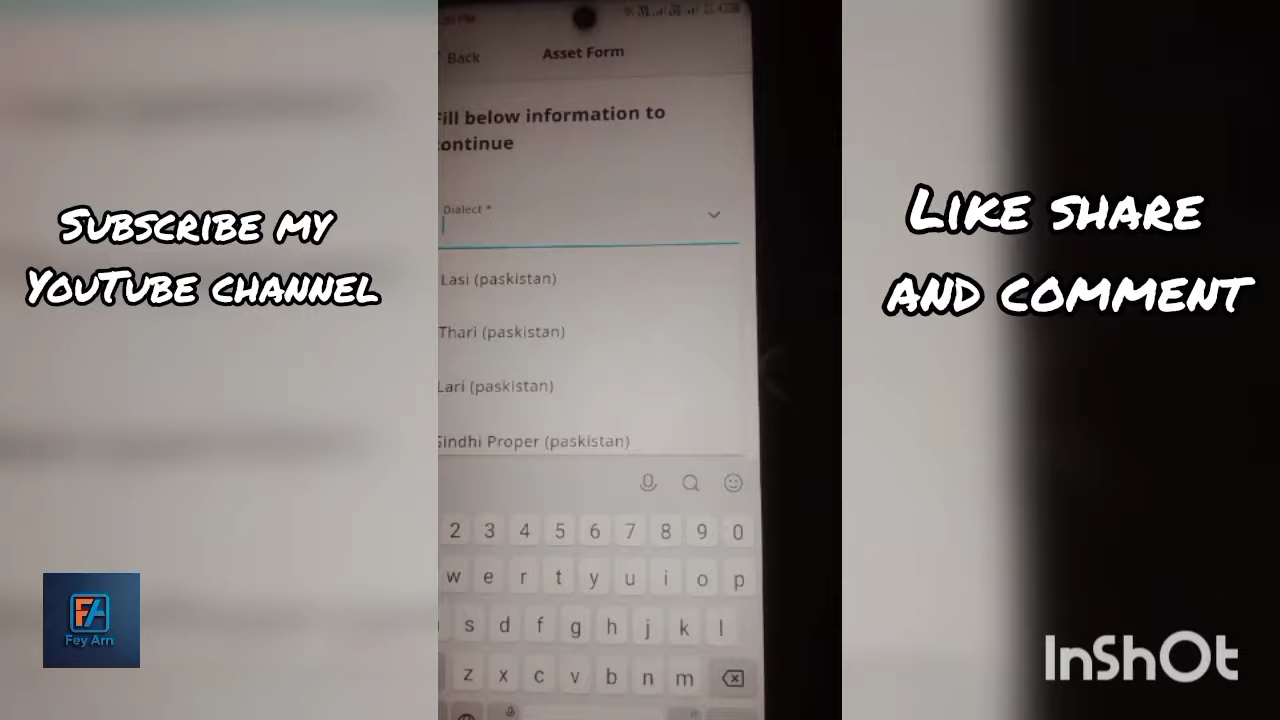 Back
Asset Form
Fill below information to
continue
Dialect *
Lasi (paskistan)
Thari (paskistan)
Lari (paskistan)
Sindhi Proper (paskistan)
2 3 4 5 6 7 8 9 0
w e r t y u i o p
s d f g h j k l
z x c v b n m
Subscribe my
YouTube channel
Like share
and comment
FA
Fey Arn
InShOt